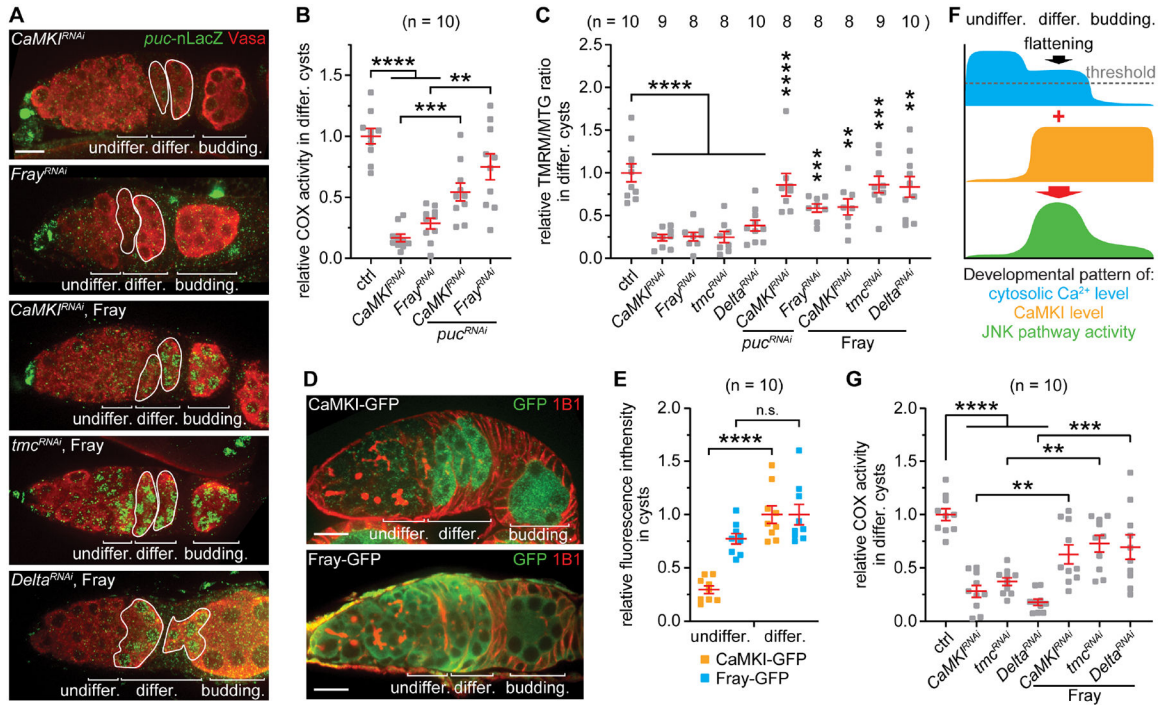 A
CaMKI^RNAi
puc-nLacZ Vasa
undiffer. differ. budding.
Fray^RNAi
undiffer. differ. budding.
CaMKI^RNAi, Fray
undiffer. differ. budding.
tmc^RNAi, Fray
undiffer. differ. budding.
Delta^RNAi, Fray
undiffer. differ. budding.
B
(n = 10)
relative COX activity in differ. cysts
1.5
1.0
0.5
0.0
**** ** ***
ctrl CaMKI^RNAi Fray^RNAi CaMKI^RNAi Fray^RNAi
puc^RNAi
C
(n = 10 9 8 8 9 8 8 8 9 10 )
relative TMRM/MTG ratio
in differ. cysts
2.5
2.0
1.5
1.0
0.5
0.0
**** **** *** ** *** **
ctrl CaMKI^RNAi Fray^RNAi tmc^RNAi Delta^RNAi CaMKI^RNAi Fray^RNAi CaMKI^RNAi tmc^RNAi Delta^RNAi
puc^RNAi Fray
D
CaMKI-GFP GFP 1B1
undiffer. differ. budding.
Fray-GFP GFP 1B1
undiffer. differ. budding.
E
(n = 10)
relative fluorescence inthensity
in cysts
2.0
1.5
1.0
0.5
0.0
n.s.
****
undiffer. differ.
CaMKI-GFP
Fray-GFP
F
undiffer. differ. budding.
flattening
threshold
+
Developmental pattern of:
cytosolic Ca²⁺ level
CaMKI level
JNK pathway activity
G
(n = 10)
relative COX activity
in differ. cysts
2.0
1.5
1.0
0.5
0.0
**** *** ** **
ctrl CaMKI^RNAi tmc^RNAi Delta^RNAi CaMKI^RNAi tmc^RNAi Delta^RNAi
Fray